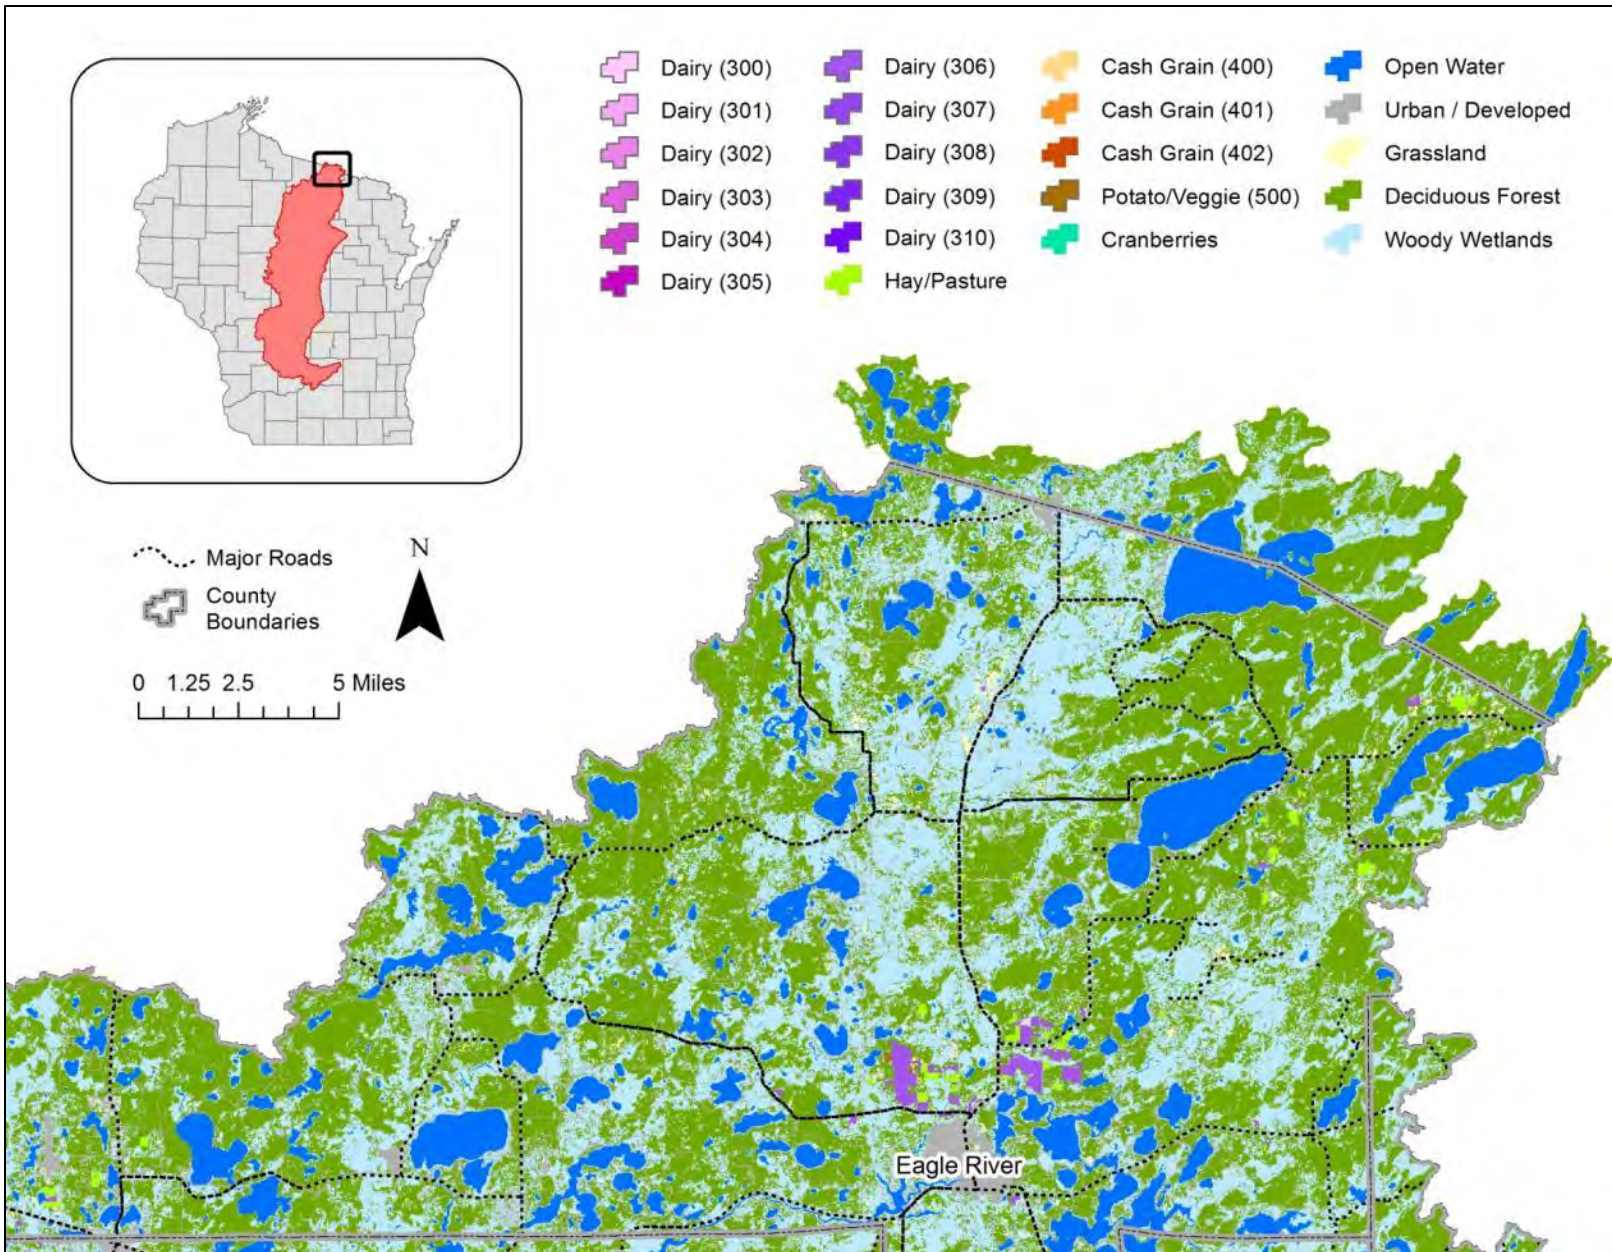 Dairy (300)
Dairy (301)
Dairy (302)
Dairy (303)
Dairy (304)
Dairy (305)
Dairy (306)
Dairy (307)
Dairy (308)
Dairy (309)
Dairy (310)
Hay/Pasture
Cash Grain (400)
Cash Grain (401)
Cash Grain (402)
Potato/Veggie (500)
Cranberries
Open Water
Urban / Developed
Grassland
Deciduous Forest
Woody Wetlands
Major Roads
County
Boundaries
N
0 1.25 2.5 5 Miles
Eagle River